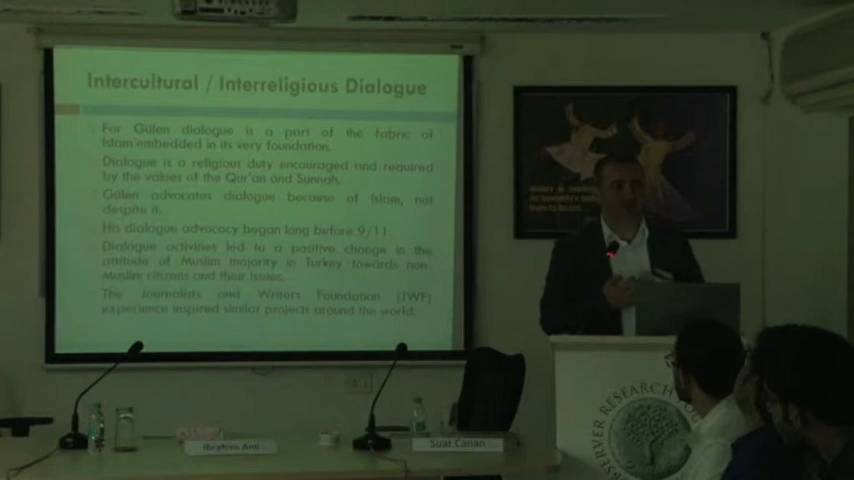 Intercultural / Interreligious Dialogue
For Gülen dialogue is a part of the fabric of
Islam'embedded in its very foundation.
Dialogue is a religious duty encouraged and required
by the values of the Qur'an and Sunnah.
Gülen advocates dialogue because of Islam, not
despite it.
His dialogue advocacy began long before 9/11.
Dialogue activities led to a positive change in the
attitude of Muslim majority in Turkey towards non-
Muslim citizens and their issues.
The Journalists and Writers Foundation (JWF)
experience inspired similar projects around the world.
Ibrahim Anli
Suat Canan
OBSERVER RESEARCH